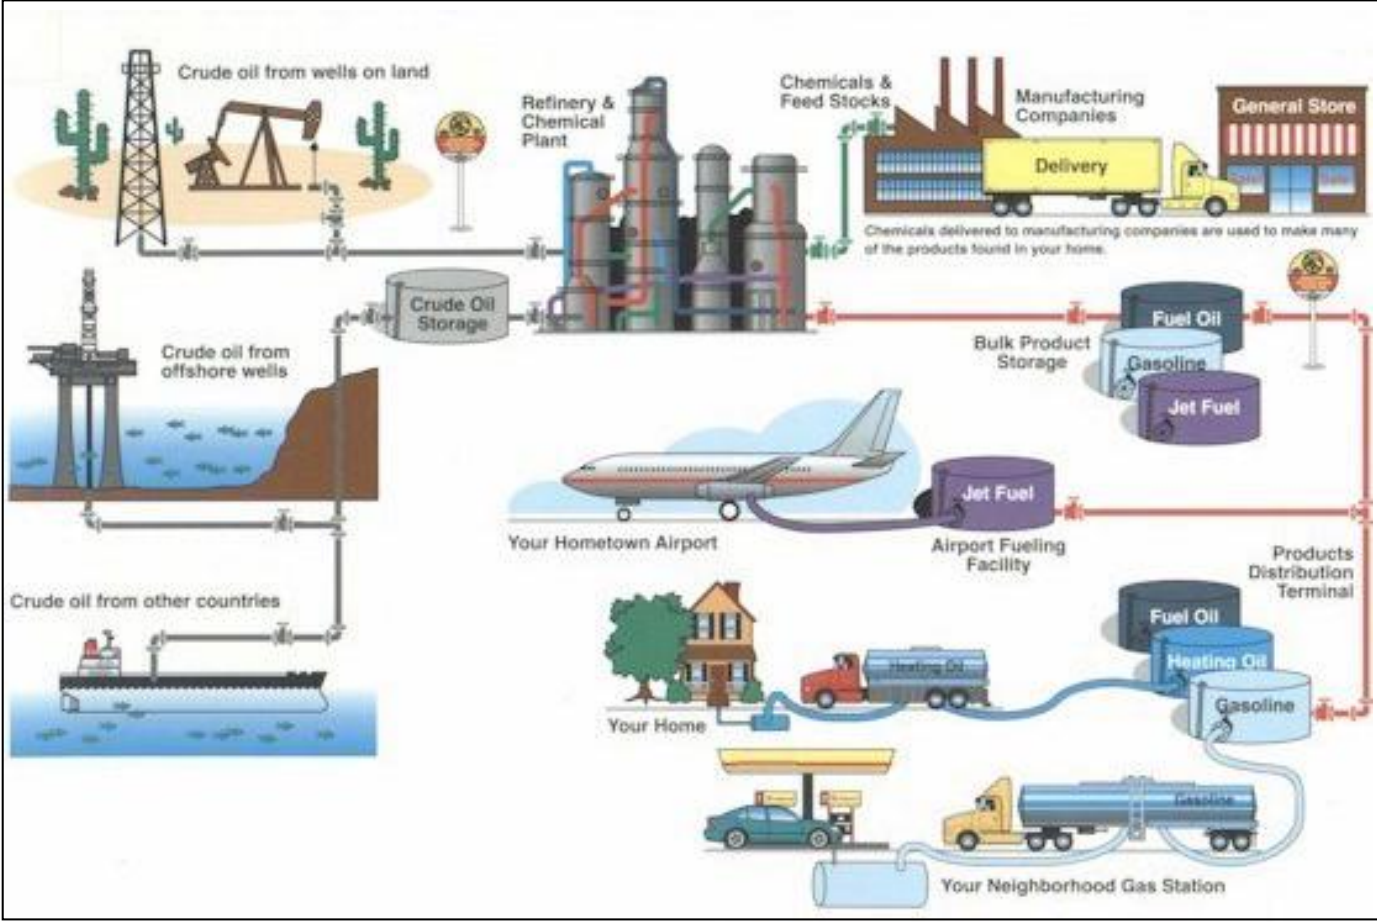 Crude oil from wells on land
Refinery &
Chemical
Plant
Chemicals &
Feed Stocks
Manufacturing
Companies
General Store
Delivery
Chemicals delivered to manufacturing companies are used to make many
of the products found in your home.
Crude Oil
Storage
Crude oil from
offshore wells
Bulk Product
Storage
Fuel Oil
Gasoline
Jet Fuel
Jet Fuel
Your Hometown Airport
Airport Fueling
Facility
Products
Distribution
Terminal
Crude oil from other countries
Fuel Oil
Heating Oil
Gasoline
Heating Oil
Your Home
Gasoline
Your Neighborhood Gas Station